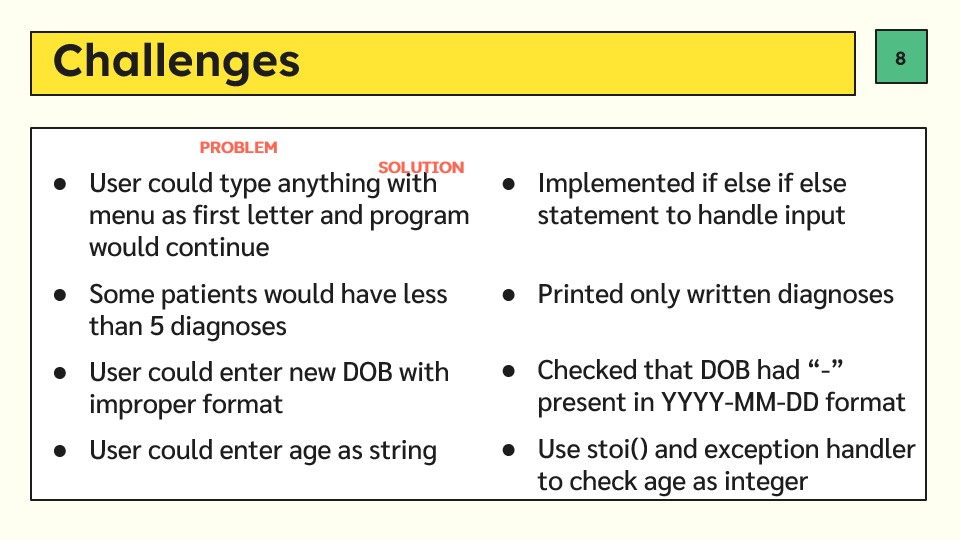 Challenges
8
PROBLEM
SOLUTION
● User could type anything with
menu as first letter and program
would continue
● Some patients would have less
than 5 diagnoses
● User could enter new DOB with
improper format
● User could enter age as string
● Implemented if else if else
statement to handle input
● Printed only written diagnoses
● Checked that DOB had “-”
present in YYYY-MM-DD format
● Use stoi() and exception handler
to check age as integer